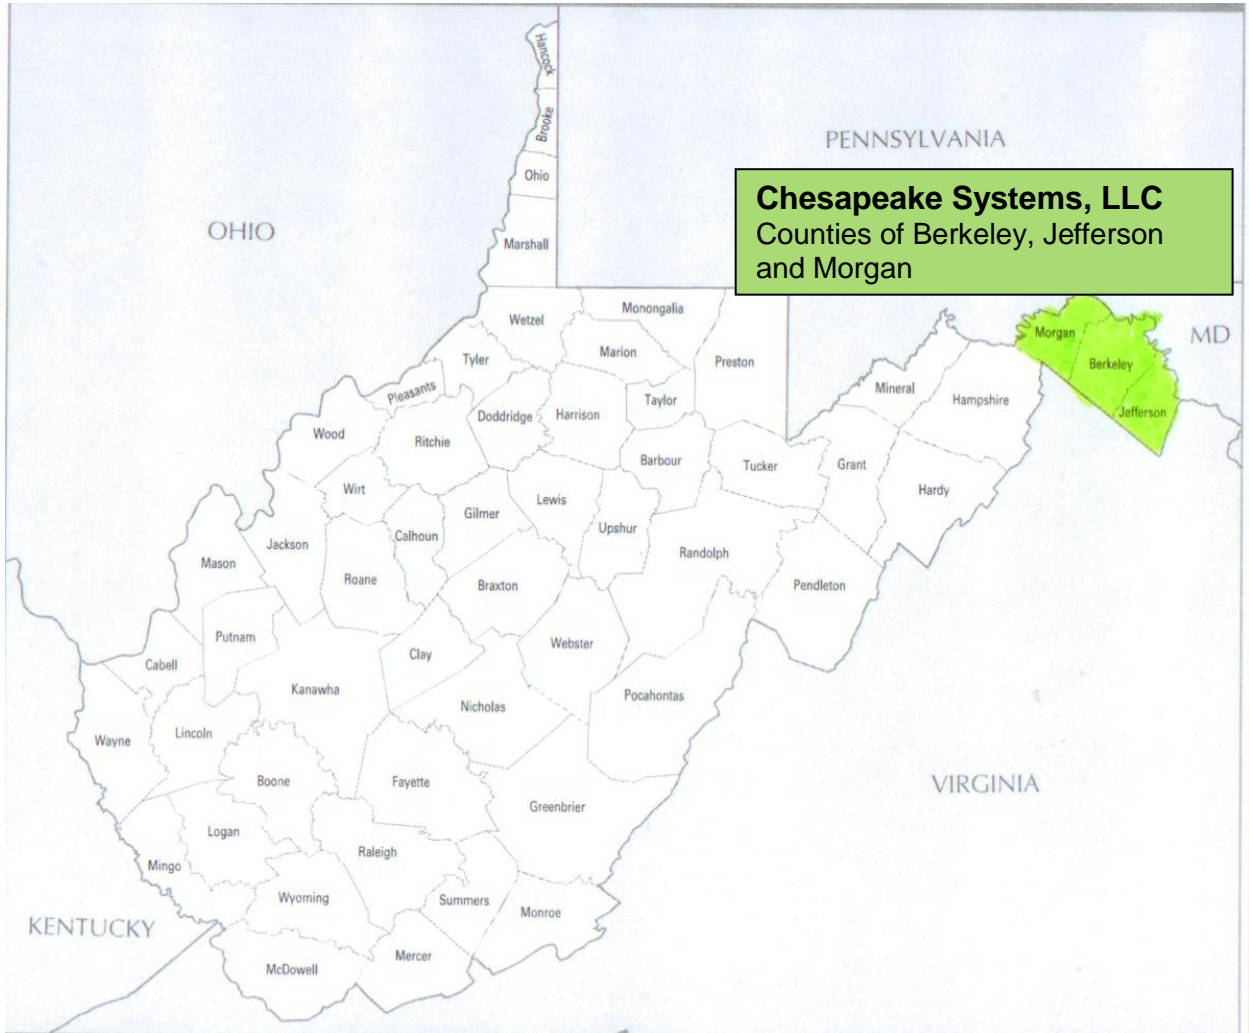 Hancock
Brooke
PENNSYLVANIA
Ohio
Chesapeake Systems, LLC
Counties of Berkeley, Jefferson
and Morgan
OHIO
Marshall
Wetzel
Monongalia
Morgan
MD
Tyler
Marion
Preston
Berkeley
Pleasants
Taylor
Mineral
Hampshire
Jefferson
Wood
Ritchie
Doddridge
Harrison
Barbour
Tucker
Grant
Hardy
Wirt
Lewis
Gilmer
Upshur
Calhoun
Jackson
Randolph
Mason
Roane
Braxton
Pendleton
Putnam
Webster
Clay
Cabell
Kanawha
Pocahontas
Nicholas
Lincoln
Wayne
Boone
Fayette
VIRGINIA
Greenbrier
Logan
Raleigh
Mingo
Wyoming
Summers
Monroe
KENTUCKY
Mercer
McDowell